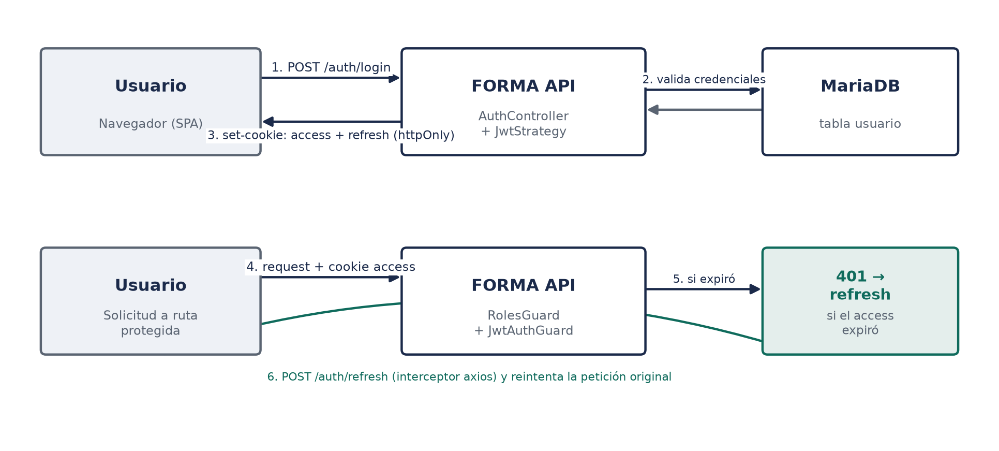 1. POST /auth/login
2. valida credenciales
Usuario
FORMA API
MariaDB
Navegador (SPA)
AuthController
+ JwtStrategy
tabla usuario
3. set-cookie: access + refresh (httpOnly)
4. request + cookie access
5. si expiró
Usuario
FORMA API
401 →
refresh
Solicitud a ruta
protegida
RolesGuard
+ JwtAuthGuard
si el access
expiró
6. POST /auth/refresh (interceptor axios) y reintenta la petición original